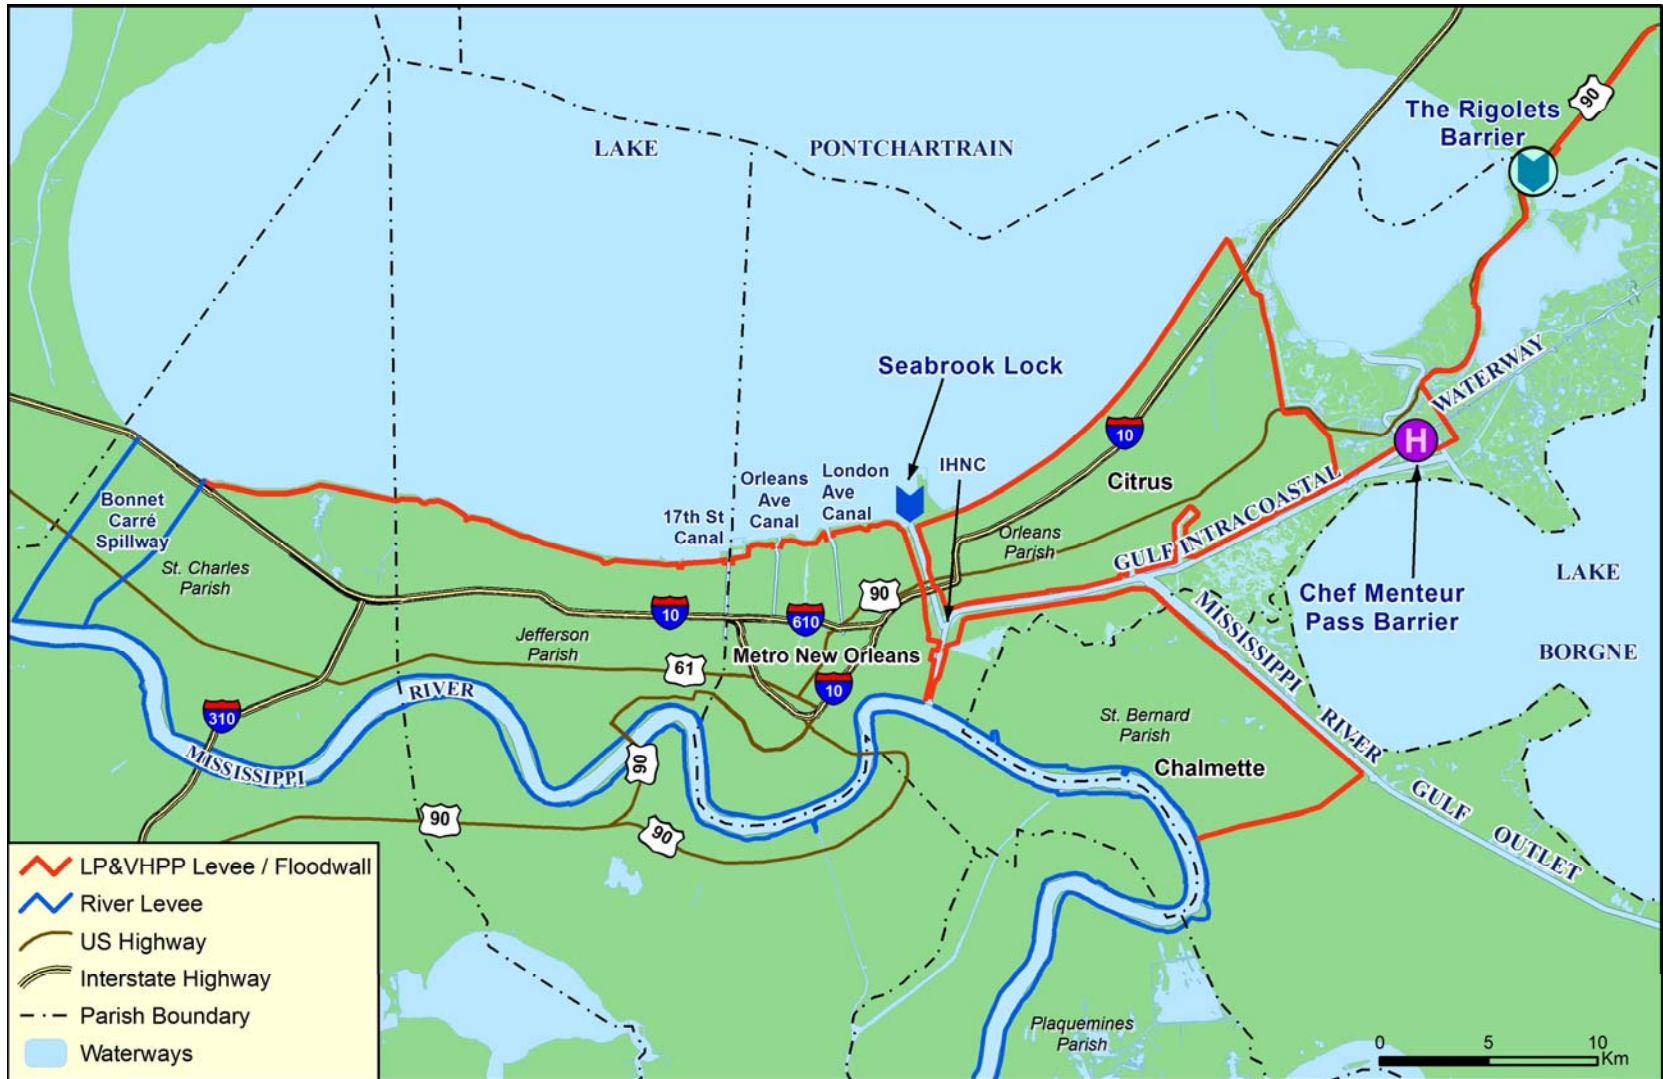 90
The Rigolets
Barrier
LAKE PONTCHARTRAIN
WATERWAY
Seabrook Lock
10
H
IHNC
Citrus
London
Ave
Canal
Orleans
Ave
Canal
17th St
Canal
Bonnet
Carré
Spillway
Orleans
Parish
GULF INTRACOASTAL
St. Charles
Parish
LAKE
BORGNE
Chef Menteur
Pass Barrier
90
10
610
Jefferson
Parish
Metro New Orleans
61
10
MISSISSIPPI
RIVER
GULF
OUTLET
RIVER
310
MISSISSIPPI
St. Bernard
Parish
Chalmette
90
90
90
LP&VHPP Levee / Floodwall
River Levee
US Highway
Interstate Highway
Parish Boundary
Waterways
Plaquemines
Parish
0 5 10
Km